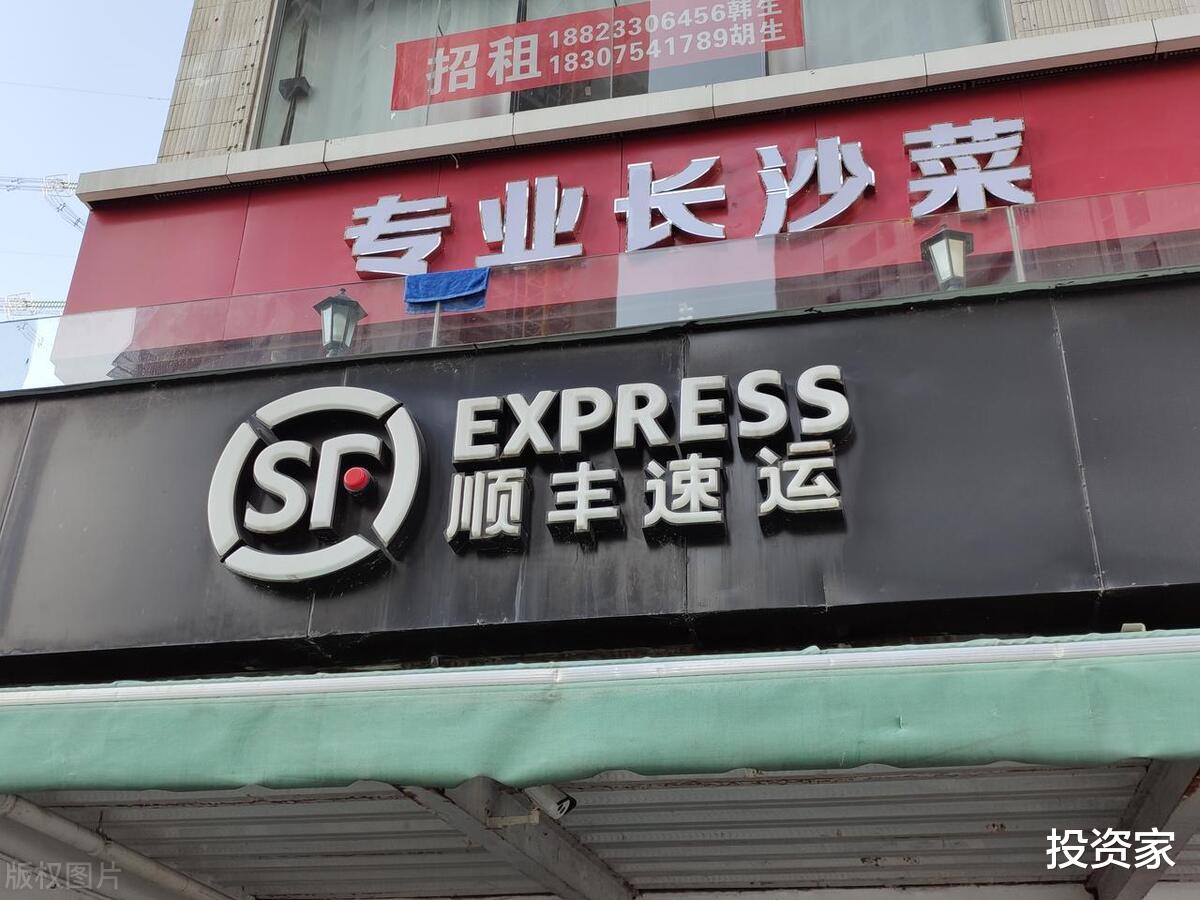 招租
18823306456韩生
18307541789胡生
专业长沙菜
SF
EXPRESS
顺丰速运
投资家
版权图片